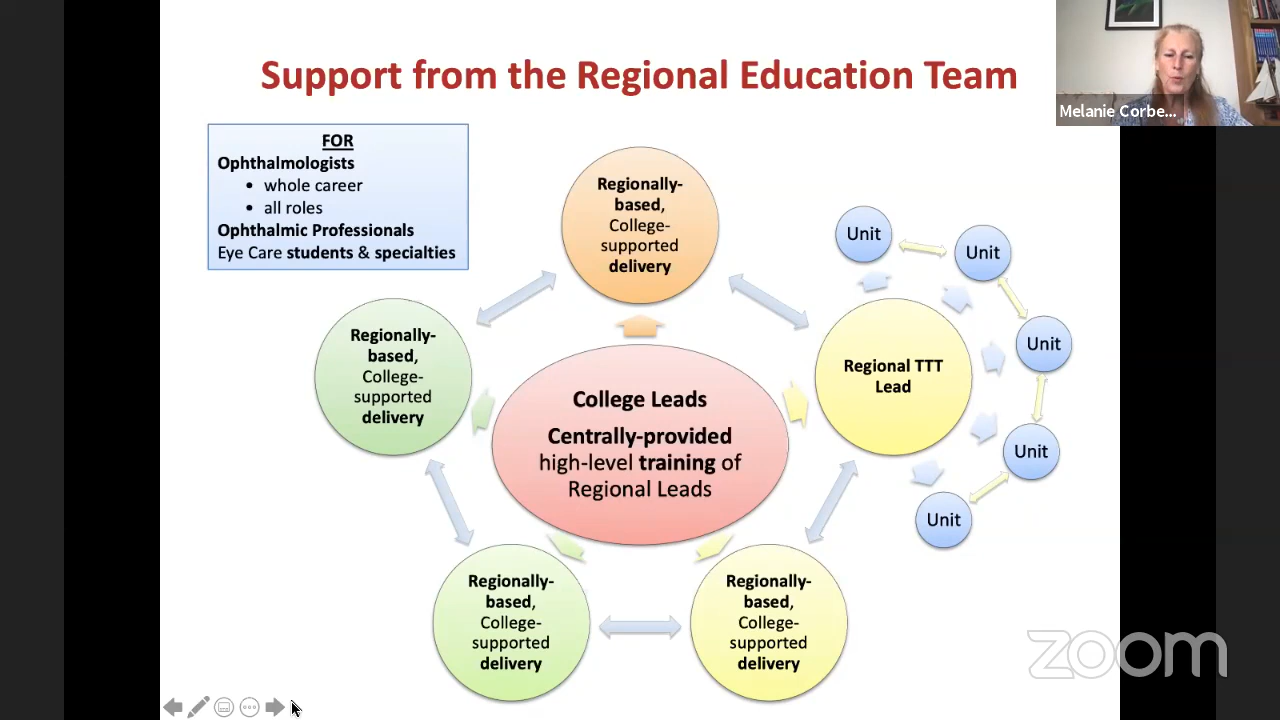 Support from the Regional Education Team
Melanie Corbe...
FOR
Ophthalmologists
• whole career
• all roles
Ophthalmic Professionals
Eye Care students & specialties
Regionally-
based,
College-
supported
delivery
Unit
Unit
Regionally-
based,
College-
supported
delivery
Regional TTT
Lead
Unit
College Leads
Centrally-provided
high-level training of
Regional Leads
Unit
Unit
Regionally-
based,
College-
supported
delivery
Regionally-
based,
College-
supported
delivery
zoom